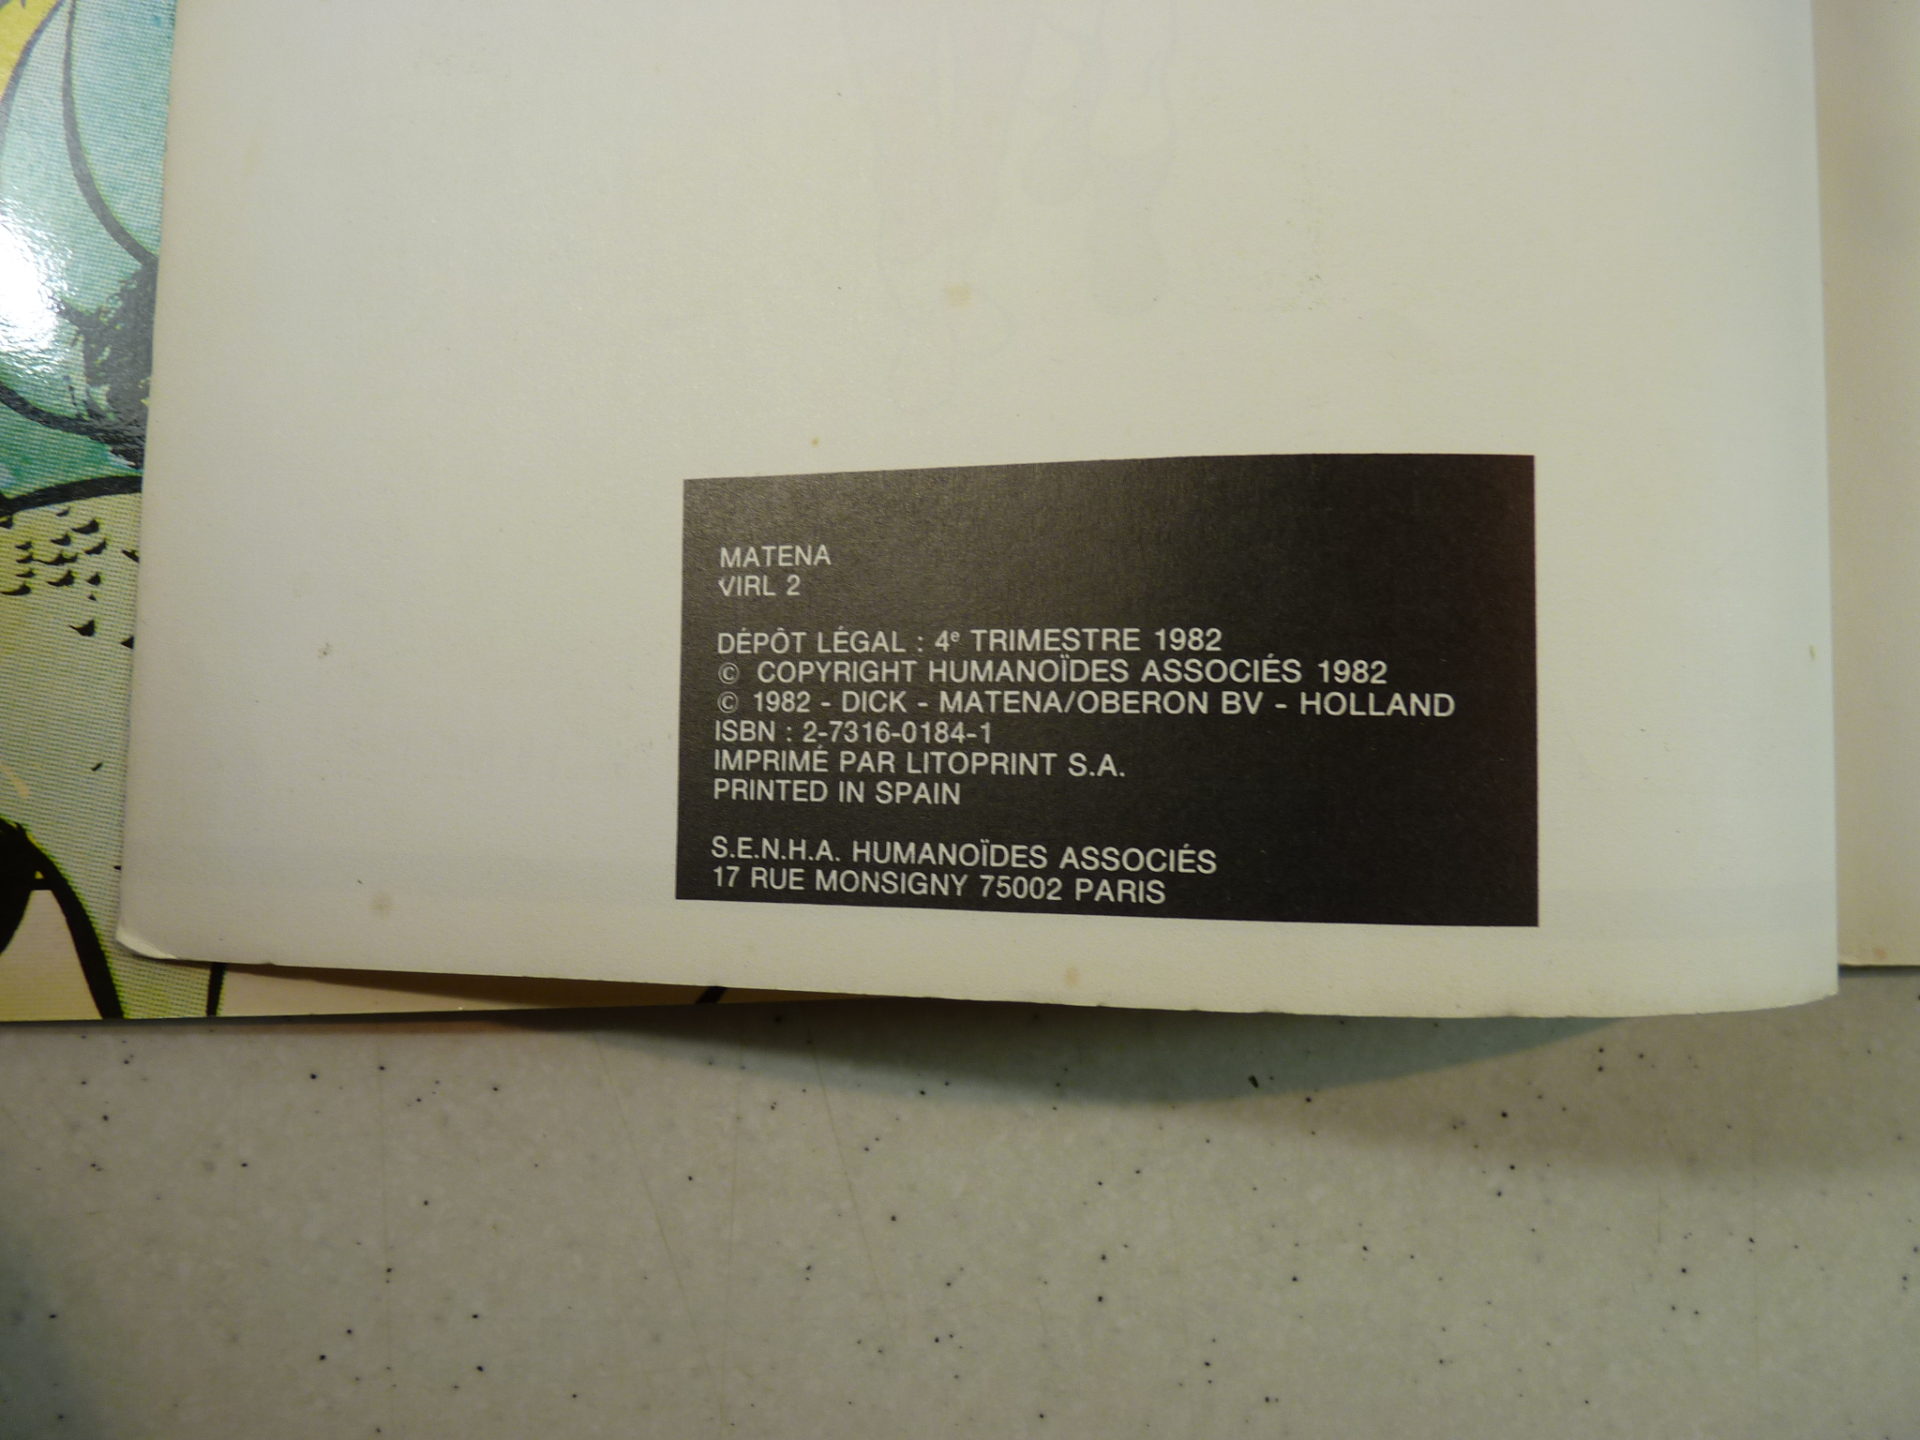 MATENA
VIRL 2
DÉPÔT LÉGAL : 4e TRIMESTRE 1982
© COPYRIGHT HUMANOÏDES ASSOCIÉS 1982
© 1982 - DICK - MATENA/OBERON BV - HOLLAND
ISBN : 2-7316-0184-1
IMPRIMÉ PAR LITOPRINT S.A.
PRINTED IN SPAIN
S.E.N.H.A. HUMANOÏDES ASSOCIÉS
17 RUE MONSIGNY 75002 PARIS